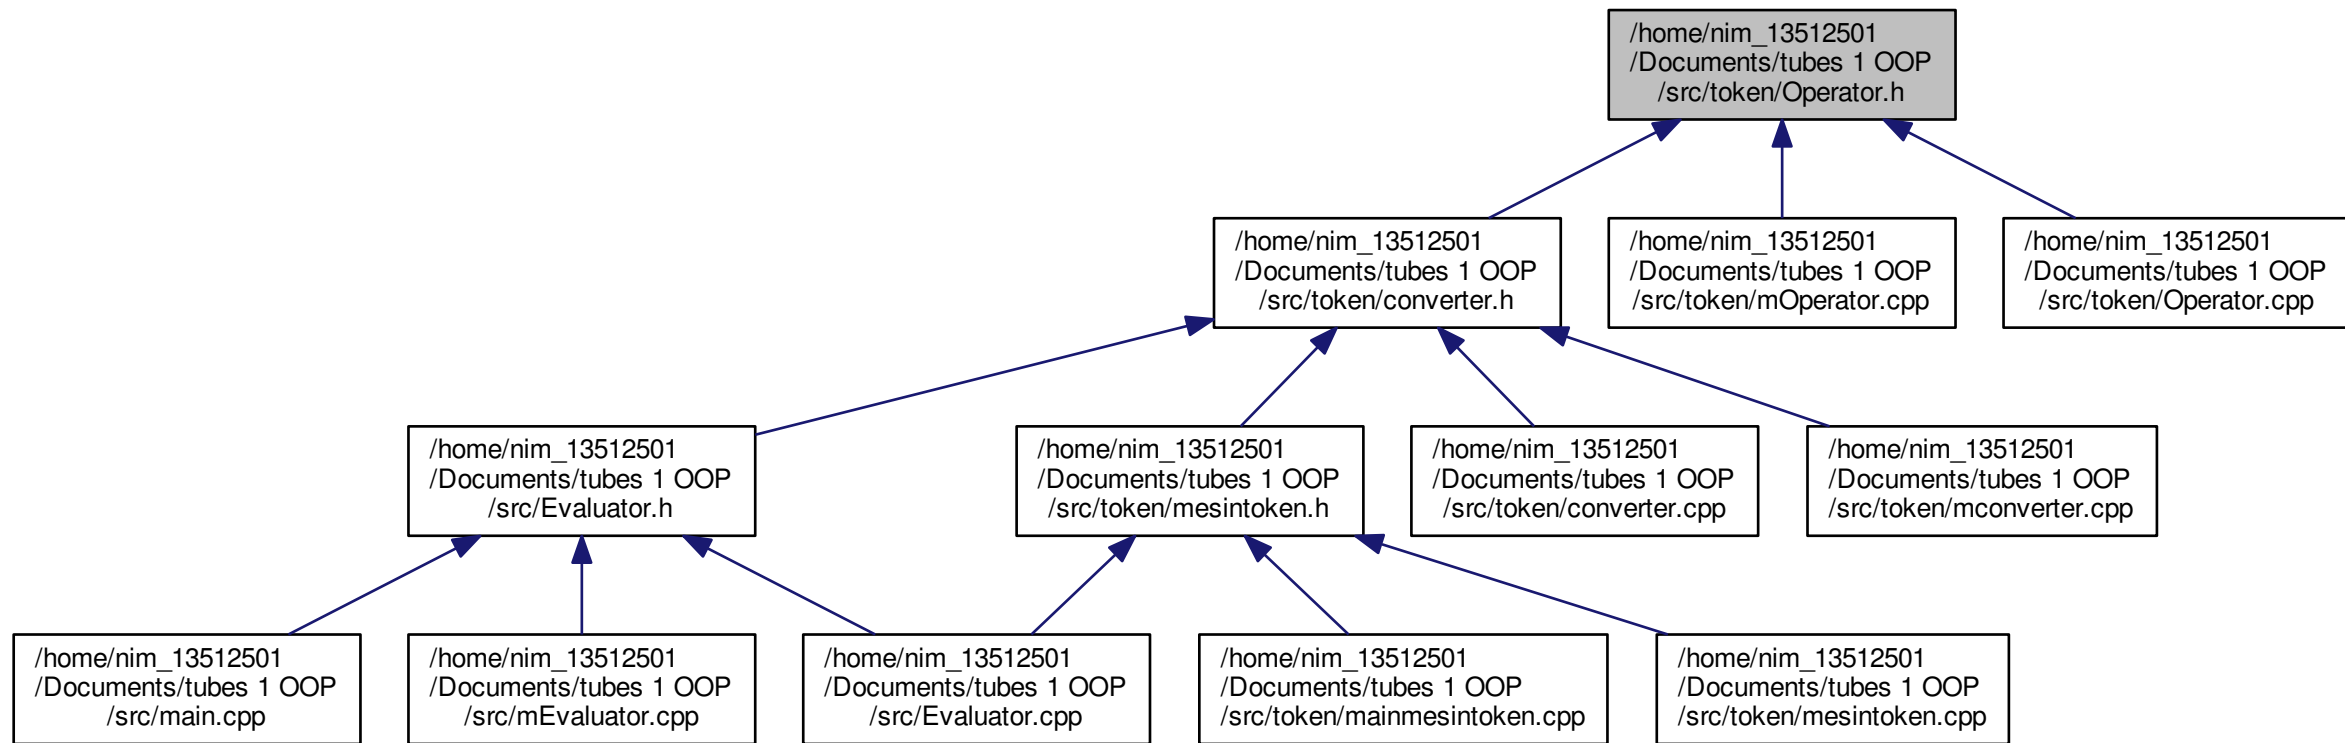 /home/nim_13512501
/Documents/tubes 1 OOP
/src/token/Operator.h
/home/nim_13512501
/Documents/tubes 1 OOP
/src/token/converter.h
/home/nim_13512501
/Documents/tubes 1 OOP
/src/token/mOperator.cpp
/home/nim_13512501
/Documents/tubes 1 OOP
/src/token/Operator.cpp
/home/nim_13512501
/Documents/tubes 1 OOP
/src/Evaluator.h
/home/nim_13512501
/Documents/tubes 1 OOP
/src/token/mesintoken.h
/home/nim_13512501
/Documents/tubes 1 OOP
/src/token/converter.cpp
/home/nim_13512501
/Documents/tubes 1 OOP
/src/token/mconverter.cpp
/home/nim_13512501
/Documents/tubes 1 OOP
/src/main.cpp
/home/nim_13512501
/Documents/tubes 1 OOP
/src/mEvaluator.cpp
/home/nim_13512501
/Documents/tubes 1 OOP
/src/Evaluator.cpp
/home/nim_13512501
/Documents/tubes 1 OOP
/src/token/mainmesintoken.cpp
/home/nim_13512501
/Documents/tubes 1 OOP
/src/token/mesintoken.cpp